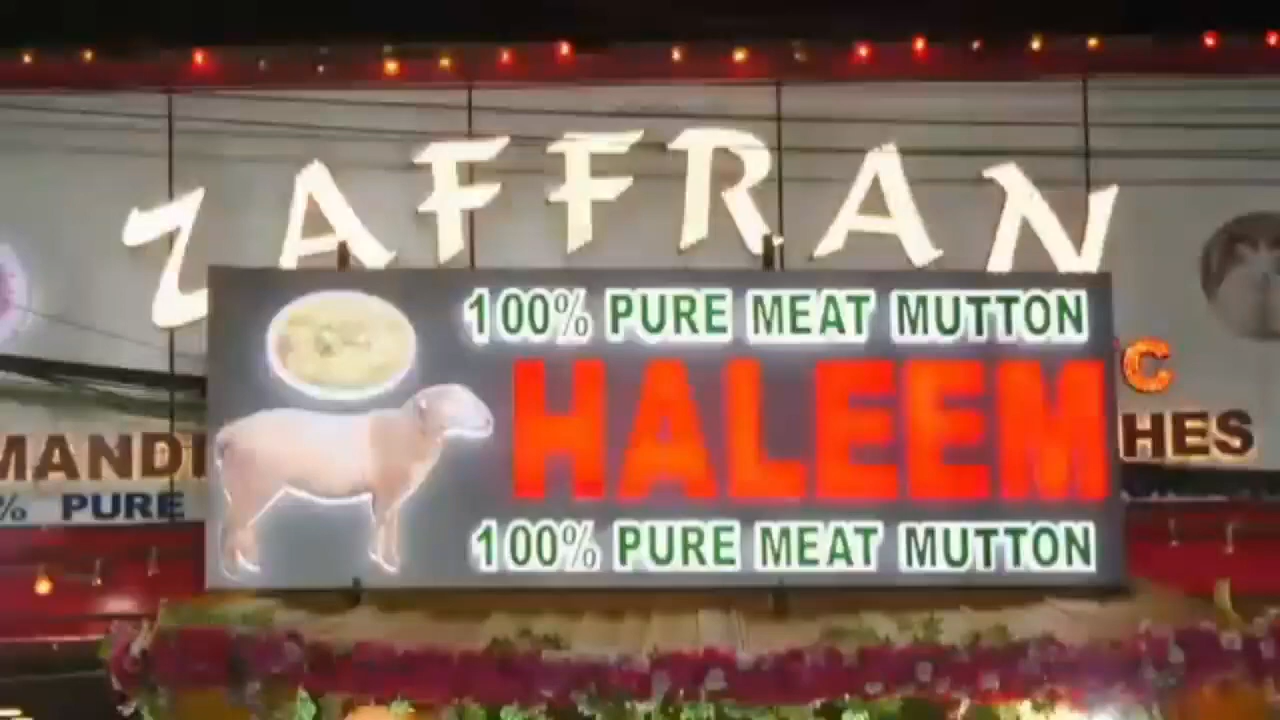 ZAFFRAN
100% PURE MEAT MUTTON
HALEEM
100% PURE MEAT MUTTON
C
MANDI
HES
% PURE